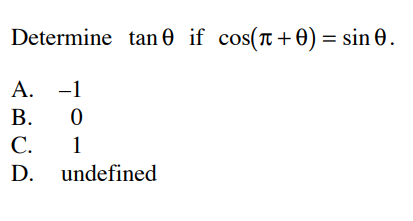 Determine tan θ if cos(π + θ) = sin θ.
A. –1
B. 0
C. 1
D. undefined